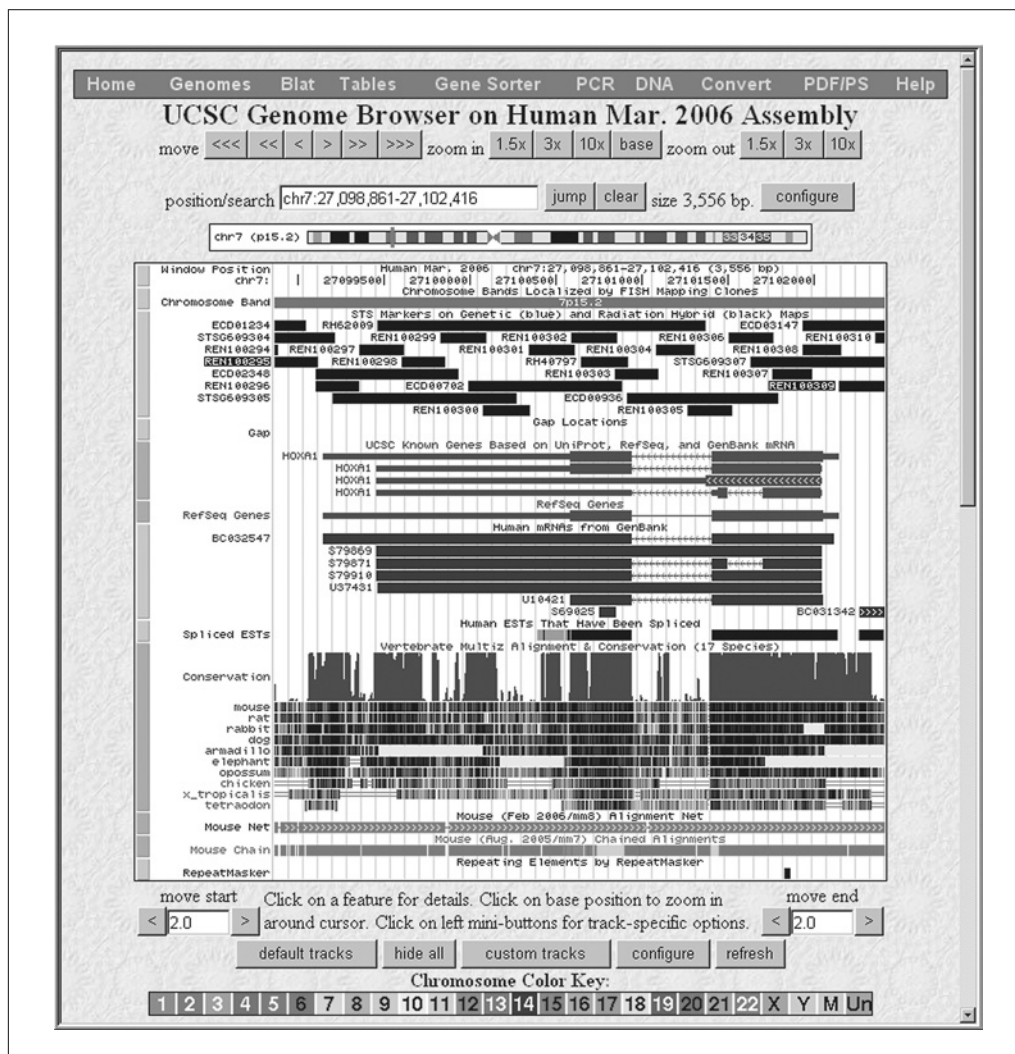 Home Genomes Blat Tables Gene Sorter PCR DNA Convert PDF/PS Help
UCSC Genome Browser on Human Mar. 2006 Assembly
move <<< << < > >> >>> zoom in 1.5x 3x 10x base zoom out 1.5x 3x 10x
position/search chr7:27,098,861-27,102,416 jump clear size 3,556 bp. configure
chr7 (p15.2) 33 34 35
Window Position Human Mar. 2006 chr7:27,098,861-27,102,416 (3,556 bp)
chr7: | 27099500| 27100000| 27100500| 27101000| 27101500| 27102000|
Chromosome Bands Localized by FISH Mapping Clones
Chromosome Band 7p15.2
STS Markers on Genetic (blue) and Radiation Hybrid (black) Maps
ECD01234 RH62009 ECD03147
STSG609304 REN100299 REN100302 REN100306 REN100310
REN100294 REN100297 REN100301 REN100304 REN100308
REN100295 REN100298 RH40797 STSG609307
ECD02348 REN100303 REN100307
REN100296 ECD00702 REN100309
STSG609305 ECD00936
REN100300 REN100305
Gap Locations
Gap
UCSC Known Genes Based on UniProt, RefSeq, and GenBank mRNA
HOXA1
HOXA1
HOXA1
HOXA1
RefSeq Genes
RefSeq Genes
Human mRNAs from GenBank
BC032547
S79869
S79871
S79910
U37431
U10421
S69025 BC031342
Human ESTs That Have Been Spliced
Spliced ESTs
Vertebrate Multiz Alignment & Conservation (17 Species)
Conservation
mouse
rat
rabbit
dog
armadillo
elephant
opossum
chicken
x_tropicalis
tetraodon
Mouse (Feb 2006/mm8) Alignment Net
Mouse Net
Mouse (Aug. 2005/mm7) Chained Alignments
Mouse Chain
Repeating Elements by RepeatMasker
RepeatMasker
move start Click on a feature for details. Click on base position to zoom in move end
< 2.0 > around cursor. Click on left mini-buttons for track-specific options. < 2.0 >
default tracks hide all custom tracks configure refresh
Chromosome Color Key:
1 2 3 4 5 6 7 8 9 10 11 12 13 14 15 16 17 18 19 20 21 22 X Y M Un